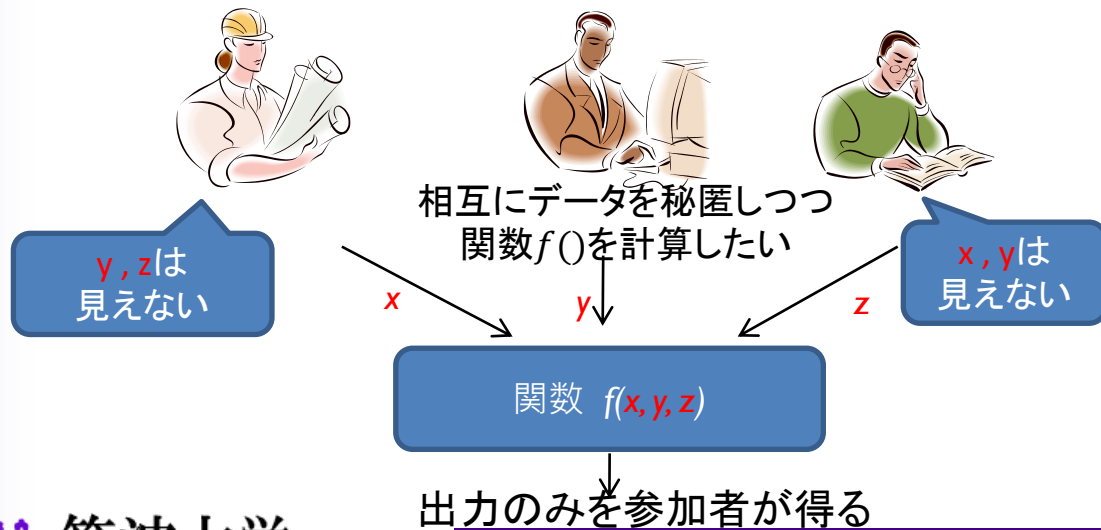 相互にデータを秘匿しつつ
関数f()を計算したい
y , zは
見えない
x , yは
見えない
x
y
z
関数 f(x, y, z)
出力のみを参加者が得る